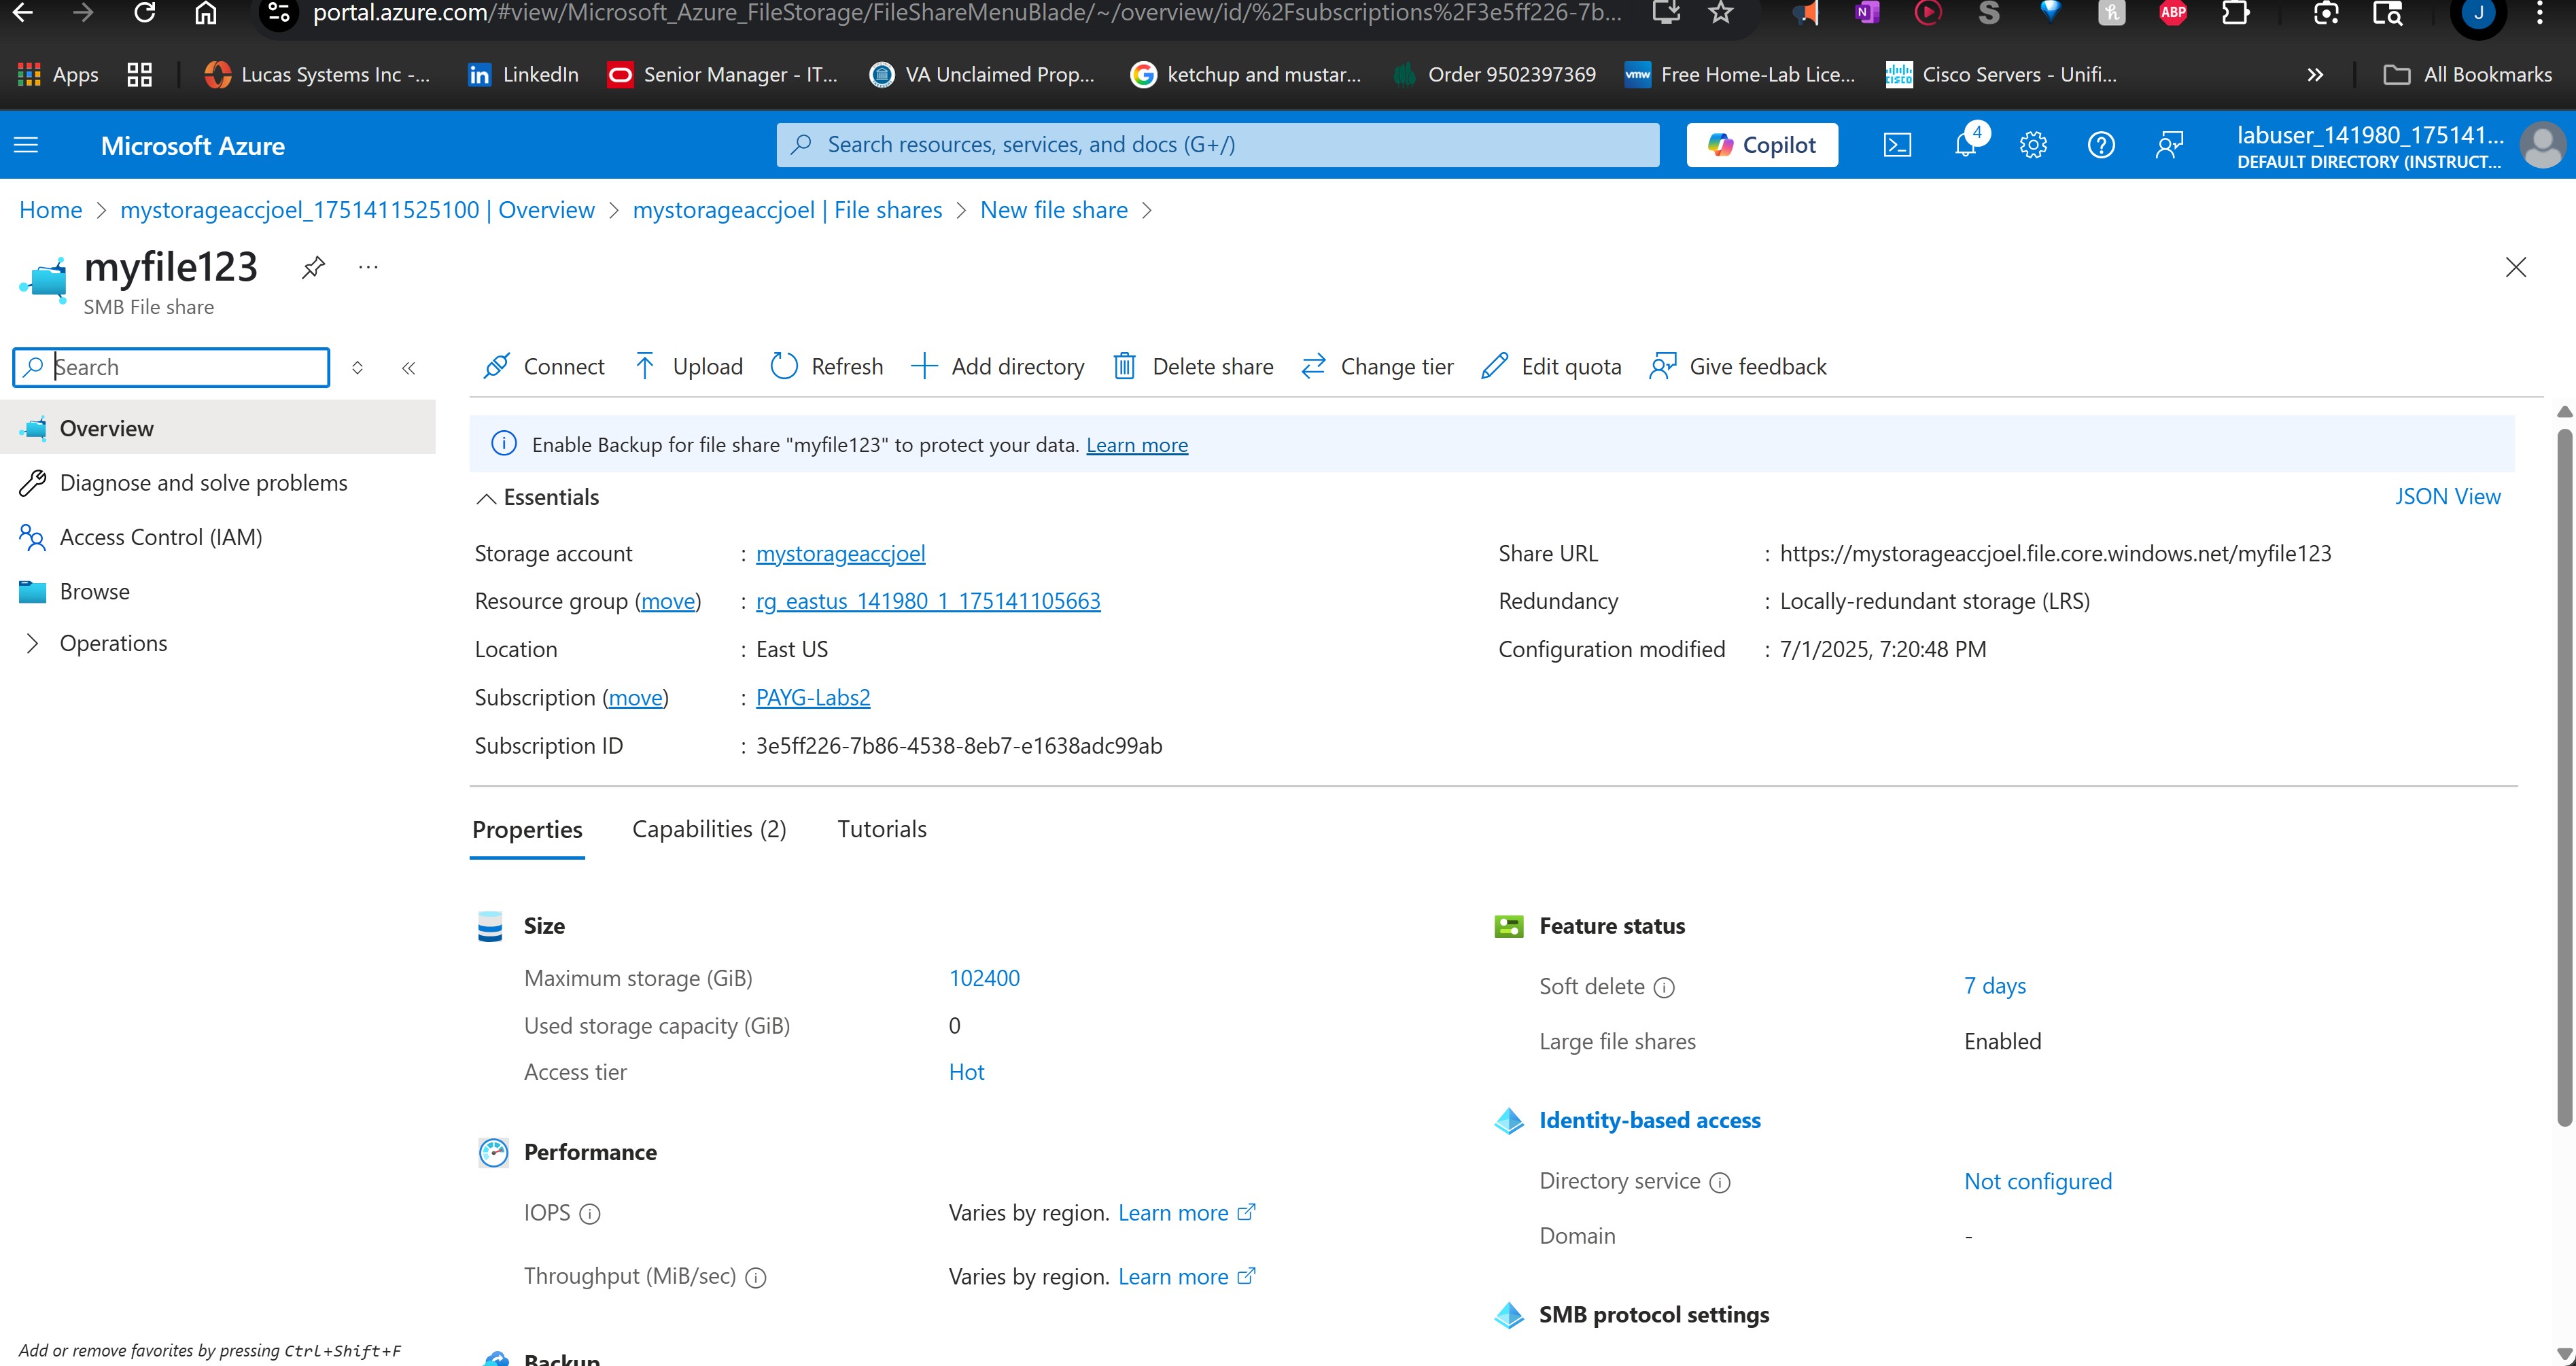 portal.azure.com/#view/Microsoft_Azure_FileStorage/FileShareMenuBlade/~/overview/id/%2Fsubscriptions%2F3e5ff226-7b...
ABP
J
Apps
Lucas Systems Inc -...
LinkedIn
Senior Manager - IT...
VA Unclaimed Prop...
ketchup and mustar...
Order 9502397369
Free Home-Lab Lice...
Cisco Servers - Unifi...
All Bookmarks
Microsoft Azure
Search resources, services, and docs (G+/)
Copilot
4
labuser_141980_175141...
DEFAULT DIRECTORY (INSTRUCT...
Home > mystorageaccjoel_1751411525100 | Overview > mystorageaccjoel | File shares > New file share >
myfile123
SMB File share
Search
Connect
Upload
Refresh
Add directory
Delete share
Change tier
Edit quota
Give feedback
Overview
Diagnose and solve problems
Access Control (IAM)
Browse
Operations
Enable Backup for file share "myfile123" to protect your data. Learn more
Essentials
JSON View
Storage account : mystorageaccjoel
Resource group (move) : rg_eastus_141980_1_175141105663
Location : East US
Subscription (move) : PAYG-Labs2
Subscription ID : 3e5ff226-7b86-4538-8eb7-e1638adc99ab
Share URL : https://mystorageaccjoel.file.core.windows.net/myfile123
Redundancy : Locally-redundant storage (LRS)
Configuration modified : 7/1/2025, 7:20:48 PM
Properties
Capabilities (2)
Tutorials
Size
Maximum storage (GiB) 102400
Used storage capacity (GiB) 0
Access tier Hot
Performance
IOPS Varies by region. Learn more
Throughput (MiB/sec) Varies by region. Learn more
Backup
Feature status
Soft delete 7 days
Large file shares Enabled
Identity-based access
Directory service Not configured
Domain -
SMB protocol settings
Add or remove favorites by pressing Ctrl+Shift+F